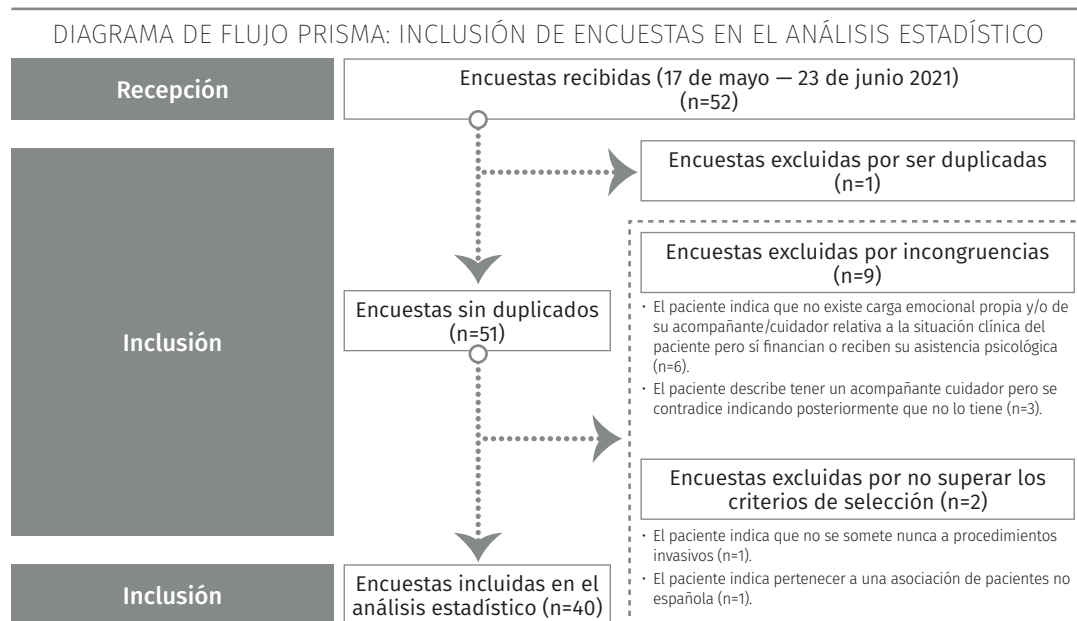 DIAGRAMA DE FLUJO PRISMA: INCLUSIÓN DE ENCUESTAS EN EL ANÁLISIS ESTADÍSTICO
Recepción
Encuestas recibidas (17 de mayo — 23 de junio 2021)
(n=52)
Encuestas excluidas por ser duplicadas
(n=1)
Inclusión
Encuestas sin duplicados
(n=51)
Encuestas excluidas por incongruencias
(n=9)
· El paciente indica que no existe carga emocional propia y/o de
su acompañante/cuidador relativa a la situación clínica del
paciente pero sí financian o reciben su asistencia psicológica
(n=6).
· El paciente describe tener un acompañante cuidador pero se
contradice indicando posteriormente que no lo tiene (n=3).
Encuestas excluidas por no superar los
criterios de selección (n=2)
· El paciente indica que no se somete nunca a procedimientos
invasivos (n=1).
· El paciente indica pertenecer a una asociación de pacientes no
española (n=1).
Inclusión
Encuestas incluidas en el
análisis estadístico (n=40)